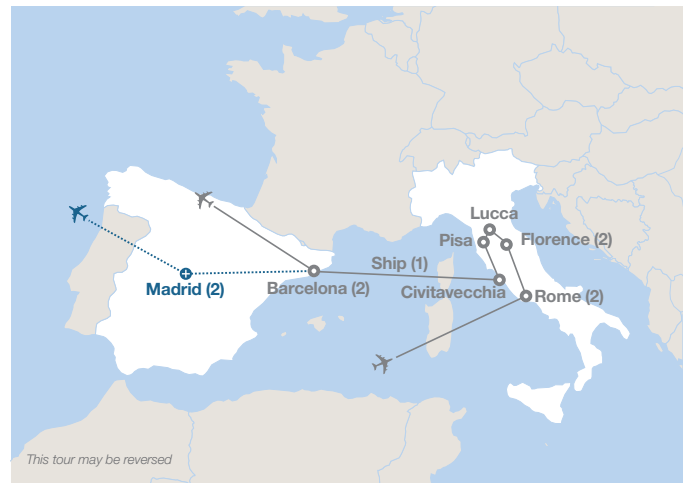 Lucca
Pisa
Florence (2)
Ship (1)
Madrid (2)
Barcelona (2)
Civitavecchia
Rome (2)
This tour may be reversed